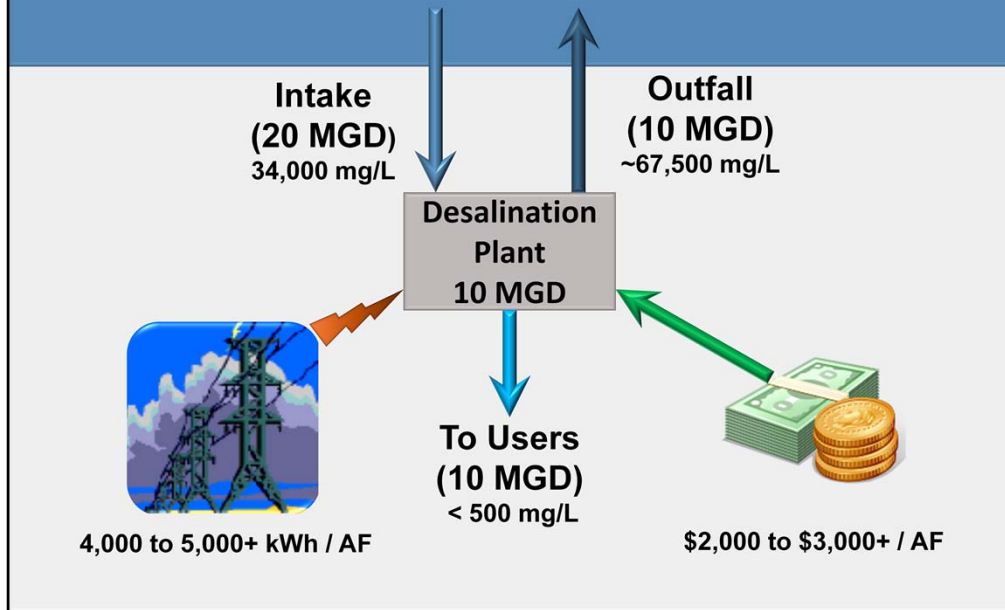 Intake
(20 MGD)
34,000 mg/L
Outfall
(10 MGD)
~67,500 mg/L
Desalination
Plant
10 MGD
To Users
(10 MGD)
< 500 mg/L
4,000 to 5,000+ kWh / AF
$2,000 to $3,000+ / AF